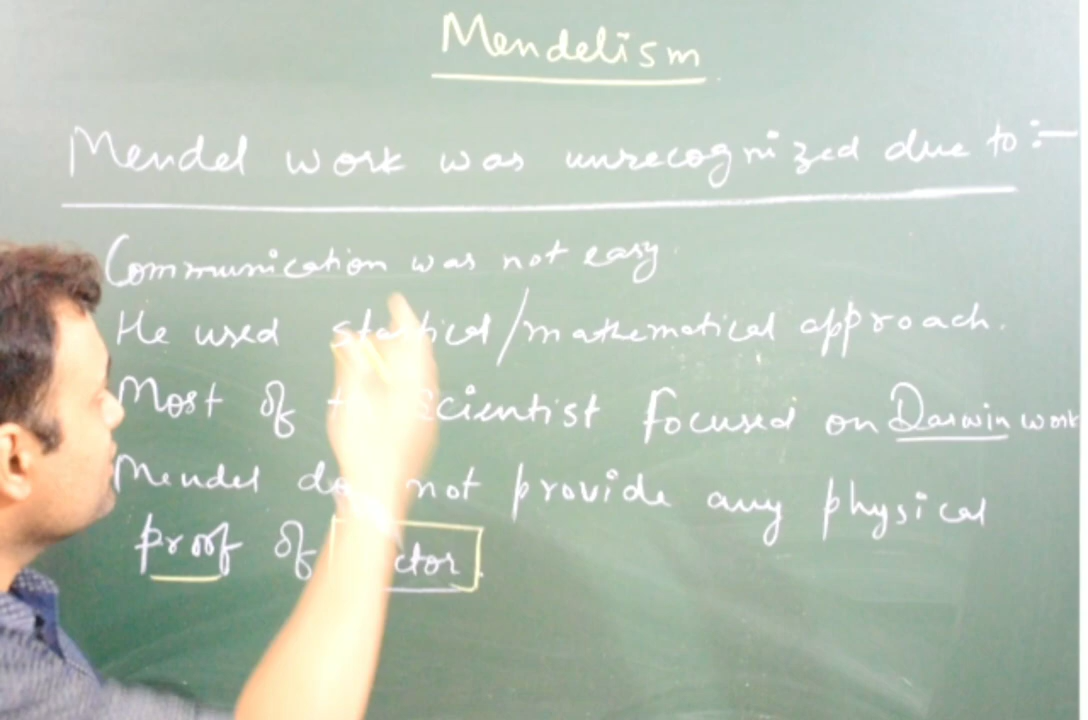 Mendelism
Mendel work was unrecognized due to :-
Communication was not easy.
He used /mathematical approach.
Most of scientist focused on Darwin work
Mendel not provide any physical
proof of